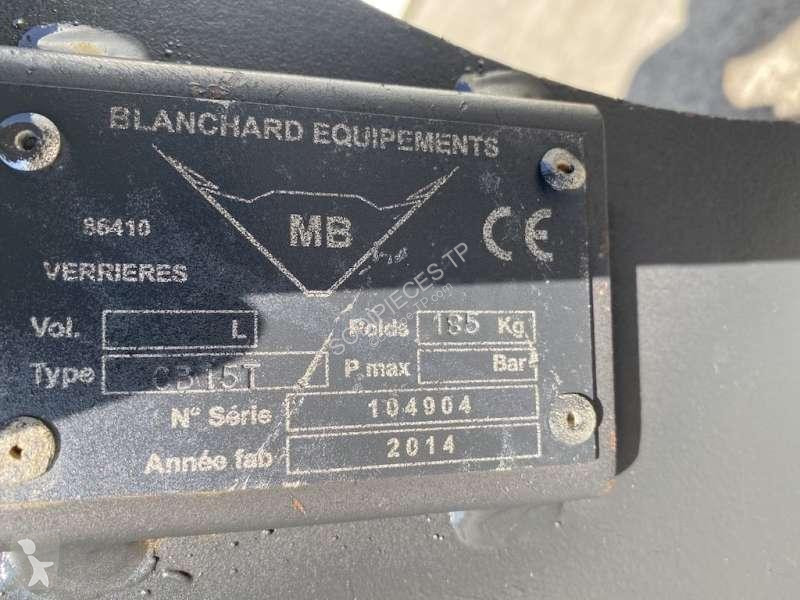 BLANCHARD EQUIPEMENTS
MB
CE
86410
VERRIERES
Vol. L Poids 185 Kg
Type CB15T P.max Bar
N° Série 104904
Année fab 2014